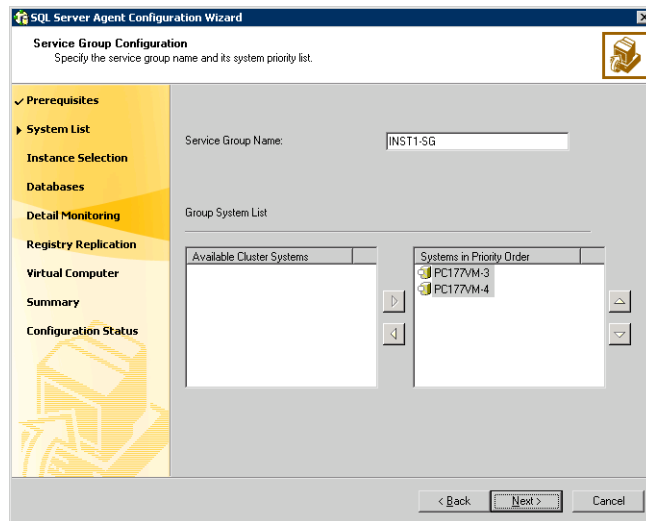 SQL Server Agent Configuration Wizard
Service Group Configuration
Specify the service group name and its system priority list.
Prerequisites
System List
Instance Selection
Databases
Detail Monitoring
Registry Replication
Virtual Computer
Summary
Configuration Status
Service Group Name:
INST1-SG
Group System List
Available Cluster Systems
Systems in Priority Order
PC177VM-3
PC177VM-4
< Back
Next >
Cancel